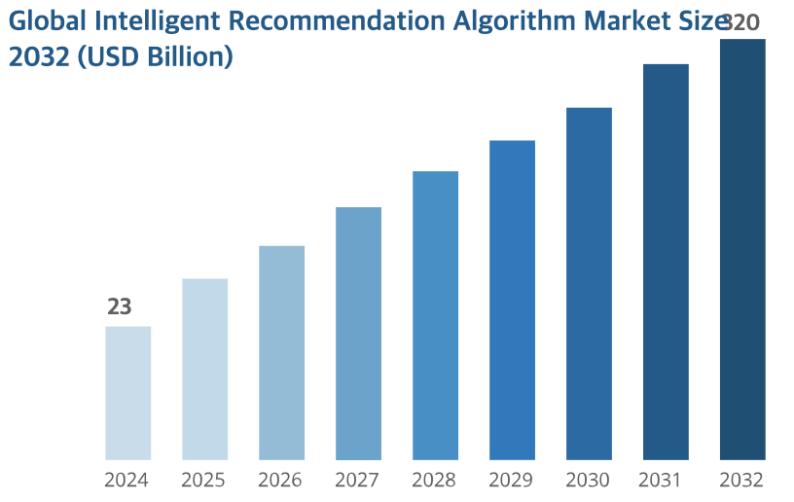 Global Intelligent Recommendation Algorithm Market Size
2032 (USD Billion)
320
23
2024 2025 2026 2027 2028 2029 2030 2031 2032